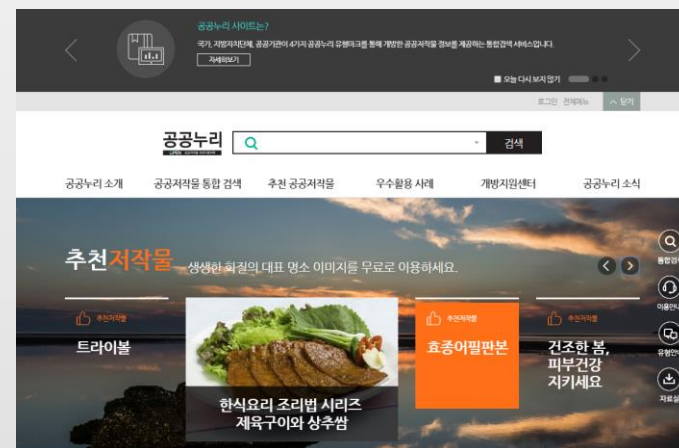 공공누리 사이트는?
국가, 지방자치단체, 공공기관이 4가지 공공누리 유형마크를 통해 개방한 공공저작물 정보를 제공하는 통합검색 서비스입니다.
자세히보기
오늘 다시 보지 않기
로그인 전체메뉴 닫기
공공누리 검색
공공누리 소개 공공저작물 통합 검색 추천 공공저작물 우수활용 사례 개방지원센터 공공누리 소식
추천저작물 생생한 화질의 대표 명소 이미지를 무료로 이용하세요.
통합검색
이용안내
유형안내
자료실
추천저작물
트라이볼
한식요리 조리법 시리즈
제육구이와 상추쌈
추천저작물
효종어필판본
추천저작물
건조한 봄,
피부건강
지키세요